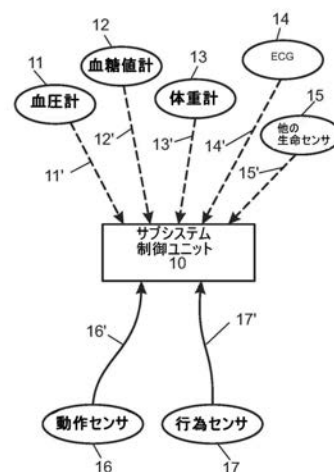 12
13
14
11
血糖値計
ECG
血圧計
体重計
15
12'
13'
14'
他の
生命センサ
11'
15'
サブシステム
制御ユニット
10
16'
17'
動作センサ
行為センサ
16
17